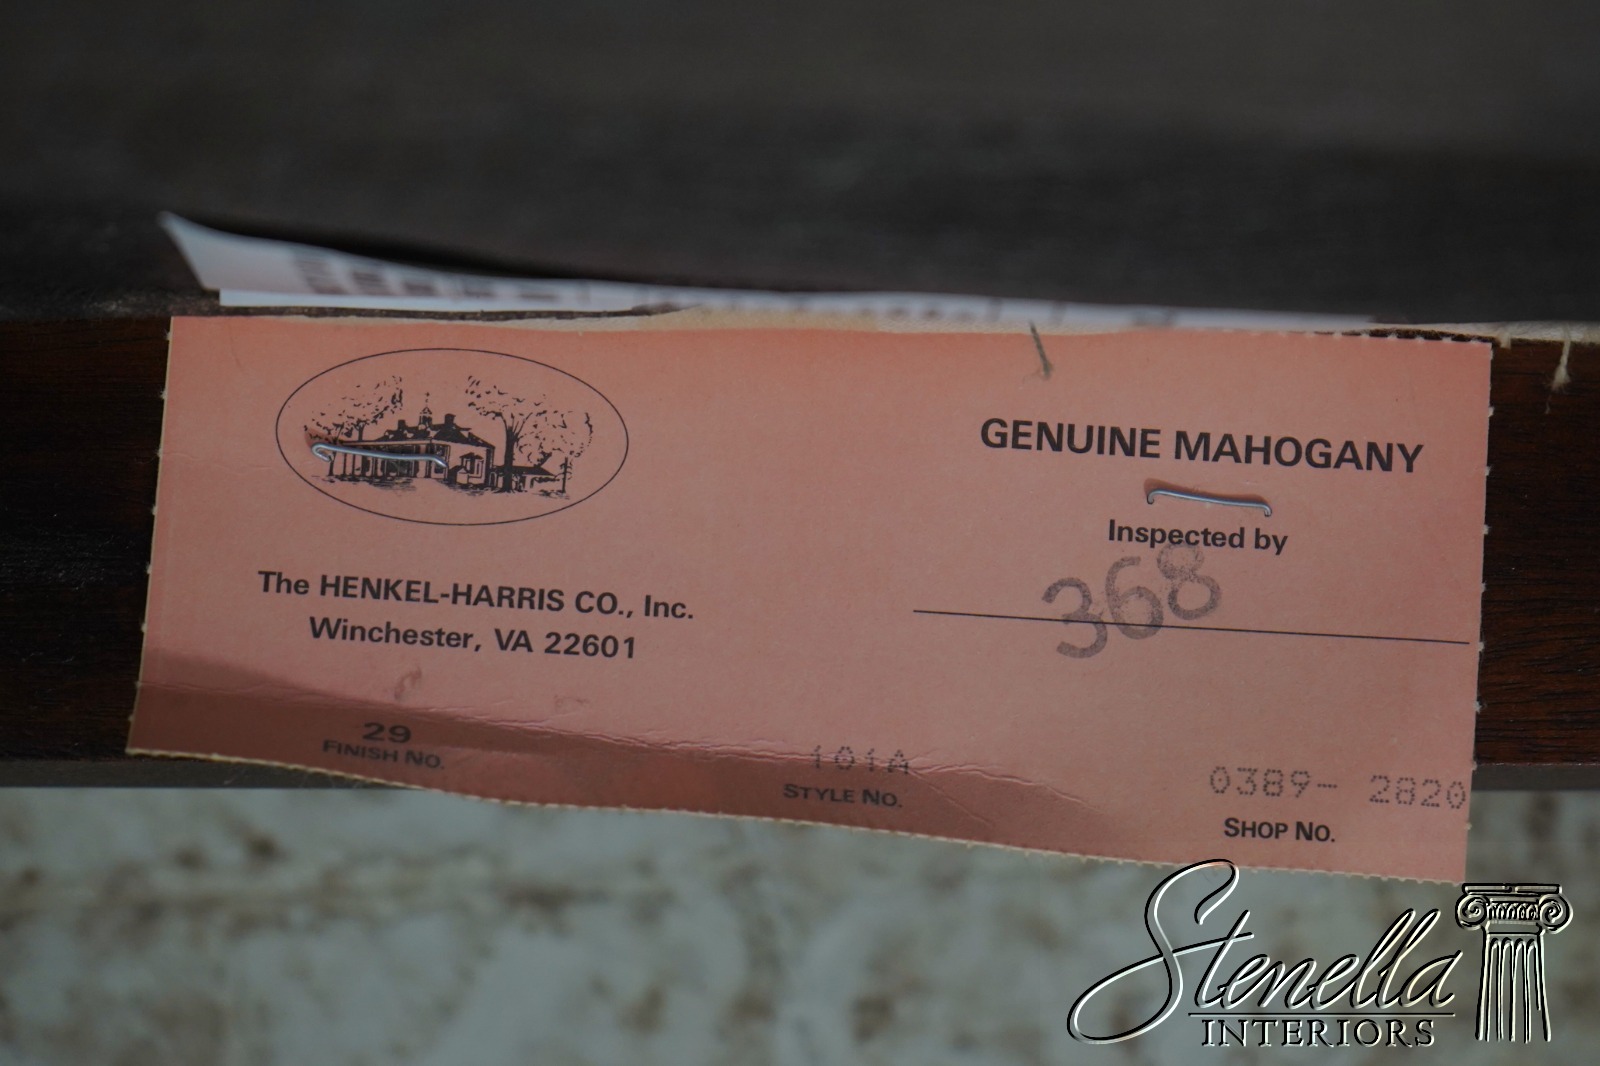 GENUINE MAHOGANY
Inspected by
368
The HENKEL-HARRIS CO., Inc.
Winchester, VA 22601
29
FINISH NO.
101A
STYLE NO.
0389- 2820
SHOP NO.
Stenella
INTERIORS